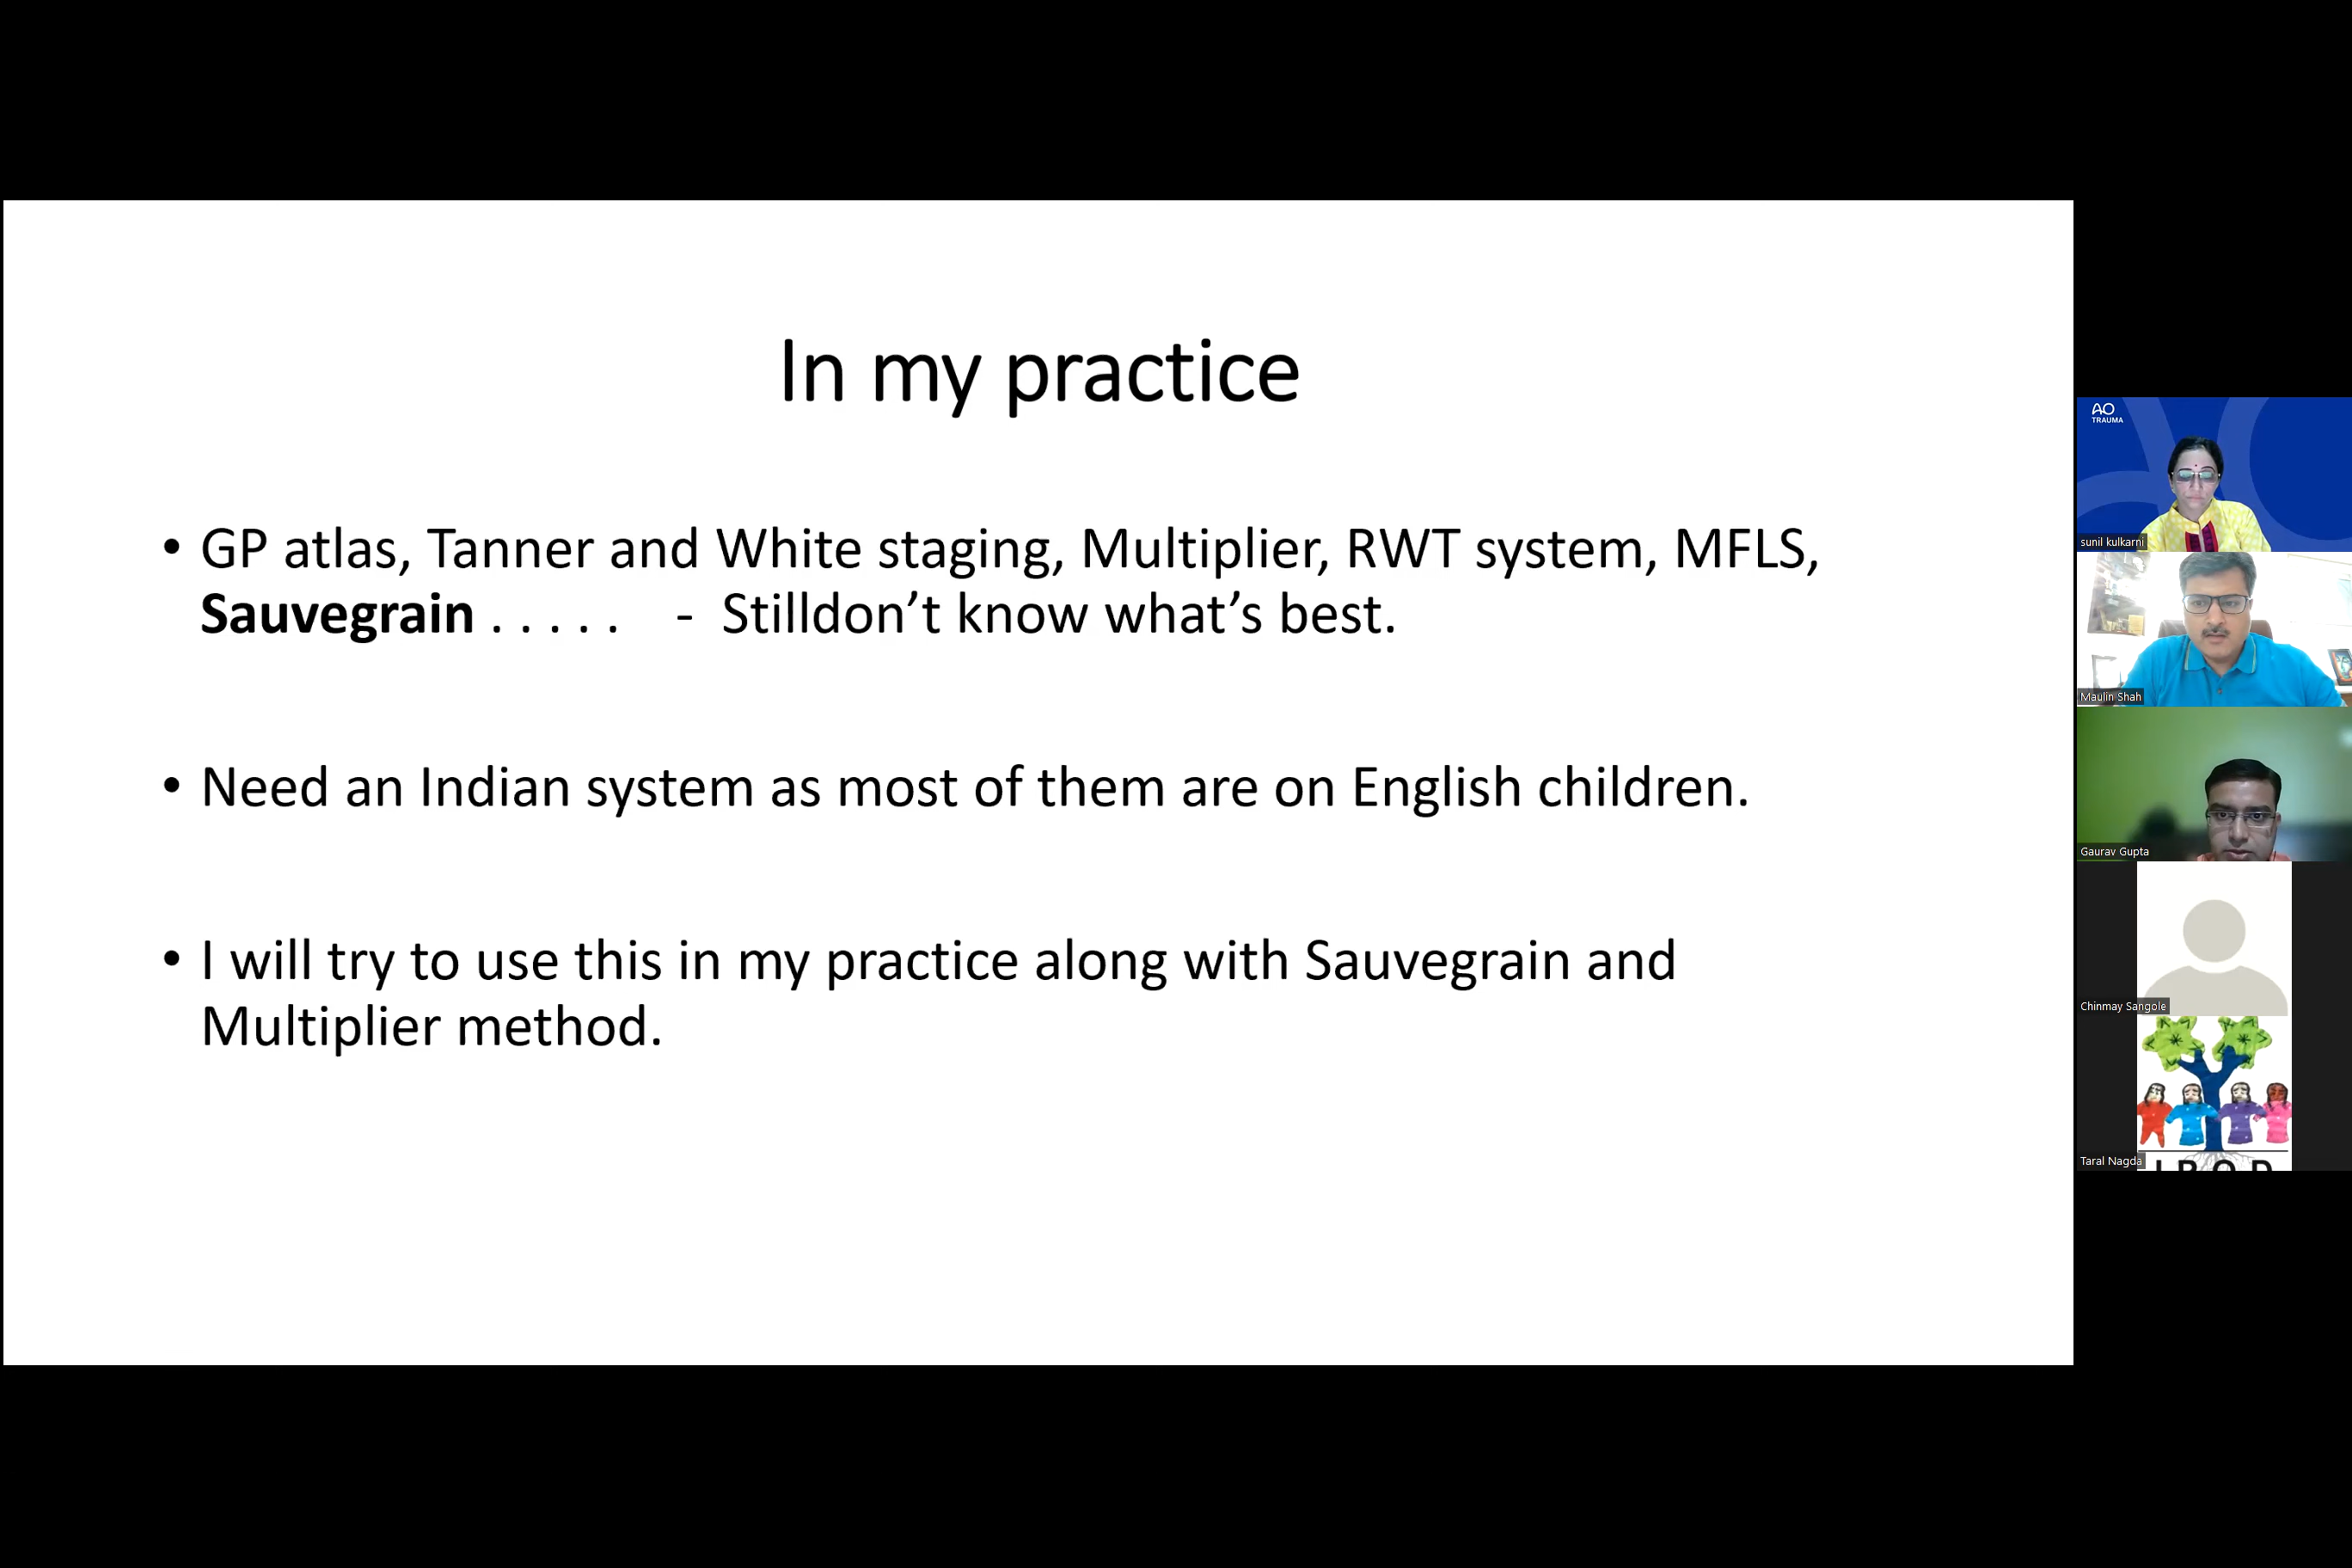 In my practice
• GP atlas, Tanner and White staging, Multiplier, RWT system, MFLS,
Sauvegrain . . . . . - Stilldon’t know what’s best.
• Need an Indian system as most of them are on English children.
• I will try to use this in my practice along with Sauvegrain and
Multiplier method.
AO
TRAUMA
sunil kulkarni
Maulin Shah
Gaurav Gupta
Chinmay Sangole
Taral Nagda